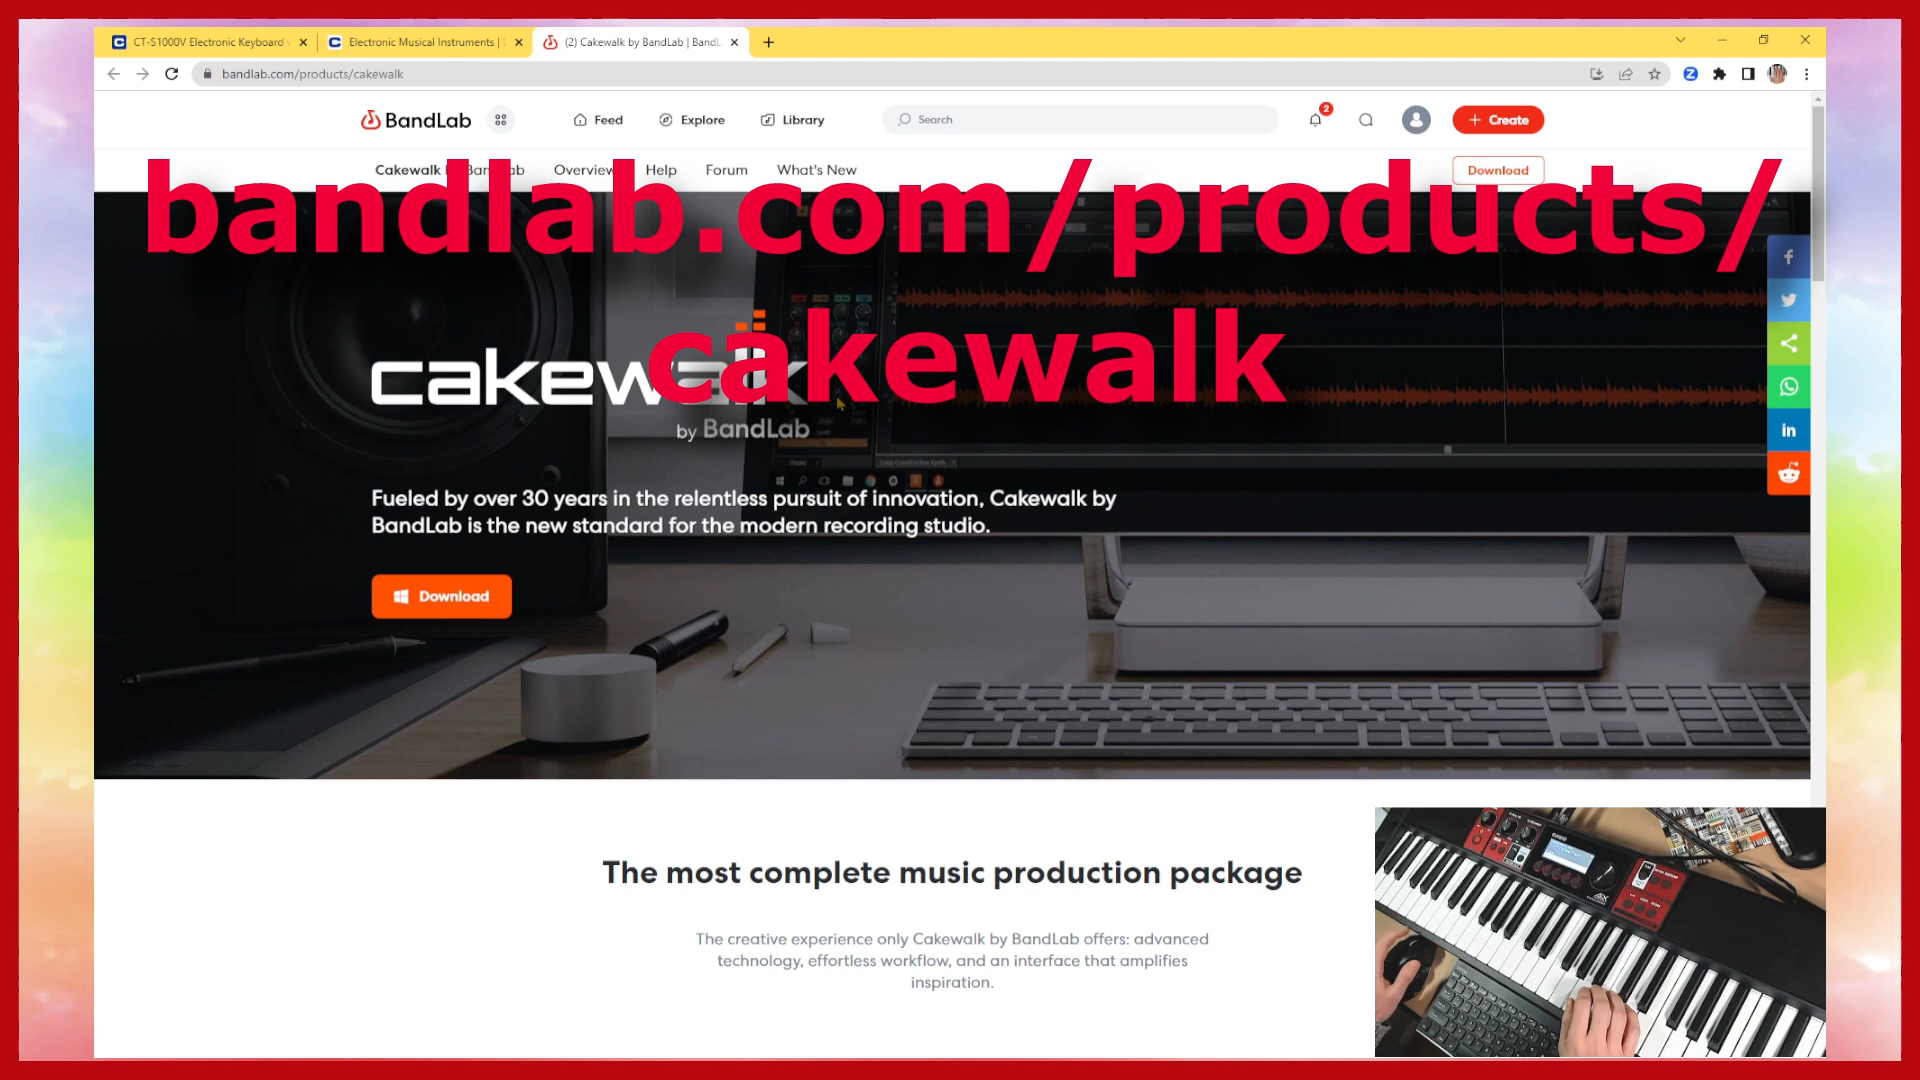 CT-S1000V Electronic Keyboard
Electronic Musical Instruments |
(2) Cakewalk by BandLab | BandL
bandlab.com/products/cakewalk
BandLab
Feed
Explore
Library
Search
2
Create
Cakewalk by BandLab
Overview
Help
Forum
What's New
Download
bandlab.com/products/
cakewalk
cakewalk
by BandLab
Fueled by over 30 years in the relentless pursuit of innovation, Cakewalk by
BandLab is the new standard for the modern recording studio.
Download
The most complete music production package
The creative experience only Cakewalk by BandLab offers: advanced
technology, effortless workflow, and an interface that amplifies
inspiration.
CASIO